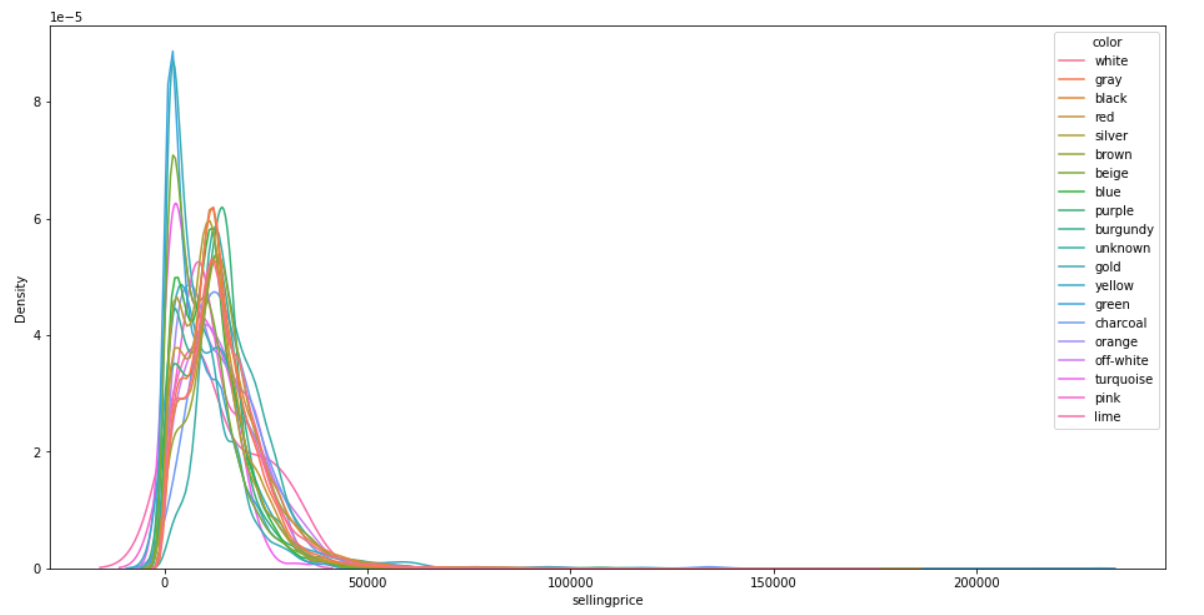 1e−5
8
6
4
2
0
Density
0
50000
100000
150000
200000
sellingprice
color
white
gray
black
red
silver
brown
beige
blue
purple
burgundy
unknown
gold
yellow
green
charcoal
orange
off-white
turquoise
pink
lime